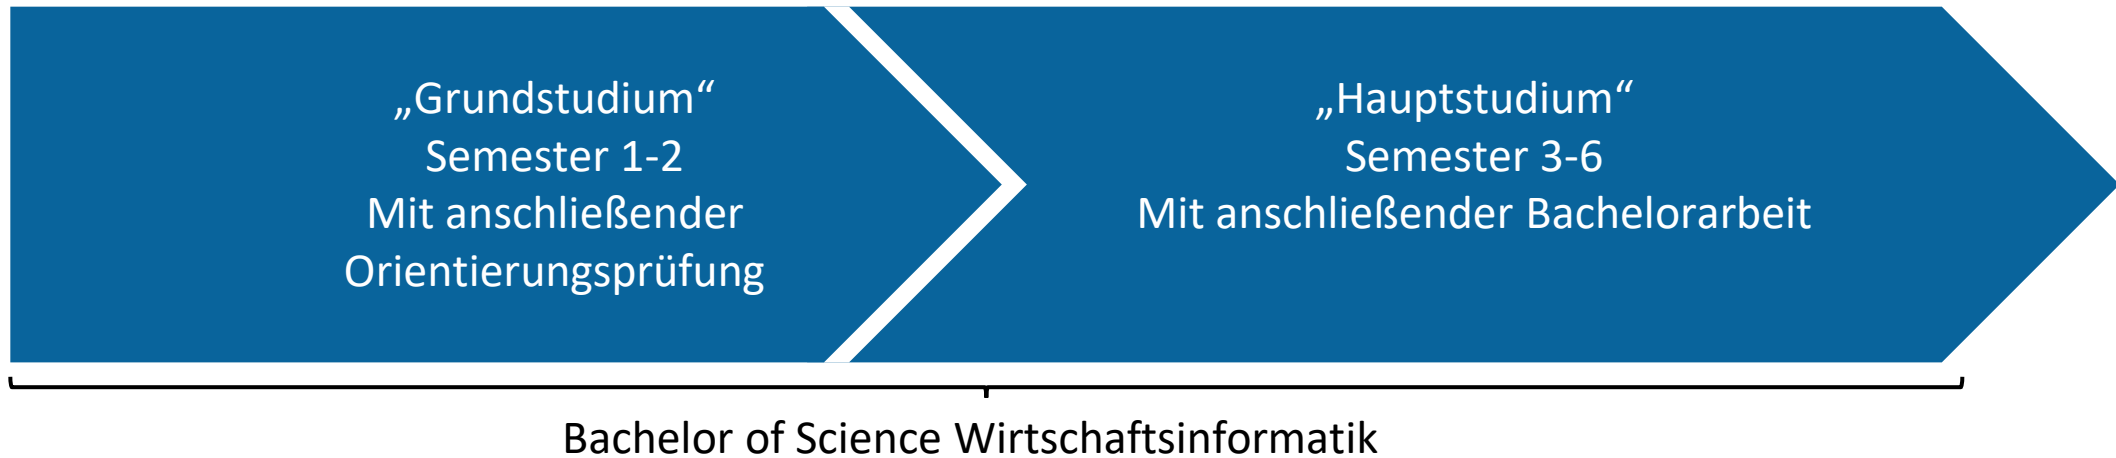 „Grundstudium“
Semester 1-2
Mit anschließender
Orientierungsprüfung
„Hauptstudium“
Semester 3-6
Mit anschließender Bachelorarbeit
Bachelor of Science Wirtschaftsinformatik